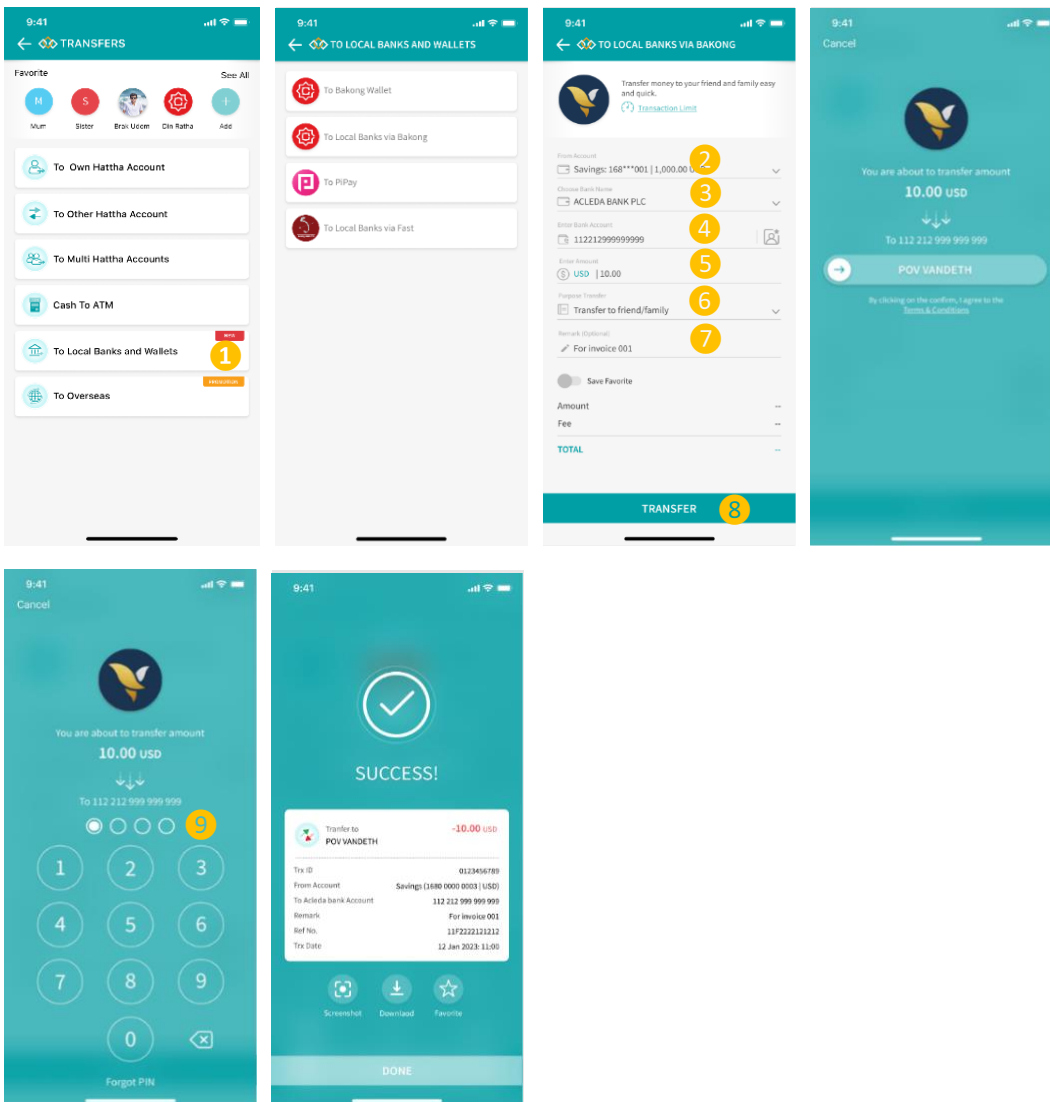 9:41
TRANSFERS
Favorite
See All
M
S
Mum
Sister
Brak Udom
Din Ratha
Add
To Own Hattha Account
To Other Hattha Account
To Multi Hattha Accounts
Cash To ATM
To Local Banks and Wallets
1
PROMOTION
To Overseas
9:41
TO LOCAL BANKS AND WALLETS
To Bakong Wallet
To Local Banks via Bakong
To PiPay
To Local Banks via Fast
9:41
TO LOCAL BANKS VIA BAKONG
Transfer money to your friend and family easy
and quick.
Transaction Limit
From Account
Savings: 168***001 | 1,000.00 U
2
Choose Bank Name
ACLEDA BANK PLC
3
Enter Bank Account
112212999999999
4
Enter Amount
USD | 10.00
5
Purpose Transfer
Transfer to friend/family
6
Remark (Optional)
For invoice 001
7
Save Favorite
Amount --
Fee --
TOTAL --
TRANSFER
8
9:41
Cancel
You are about to transfer amount
10.00 USD
To 112 212 999 999 999
POV VANDETH
By clicking on the confirm, I agree to the
Terms & Conditions
9:41
Cancel
You are about to transfer amount
10.00 USD
To 112 212 999 999 999
9
1 2 3
4 5 6
7 8 9
0
Forgot PIN
9:41
SUCCESS!
Tranfer to
-10.00 USD
POV VANDETH
Trx ID 0123456789
From Account Savings (1680 0000 0003 | USD)
To Acleda bank Account 112 212 999 999 999
Remark For invoice 001
Ref No. 11F2222121212
Trx Date 12 Jan 2023: 11:00
Screenshot
Downlaod
Favorite
DONE